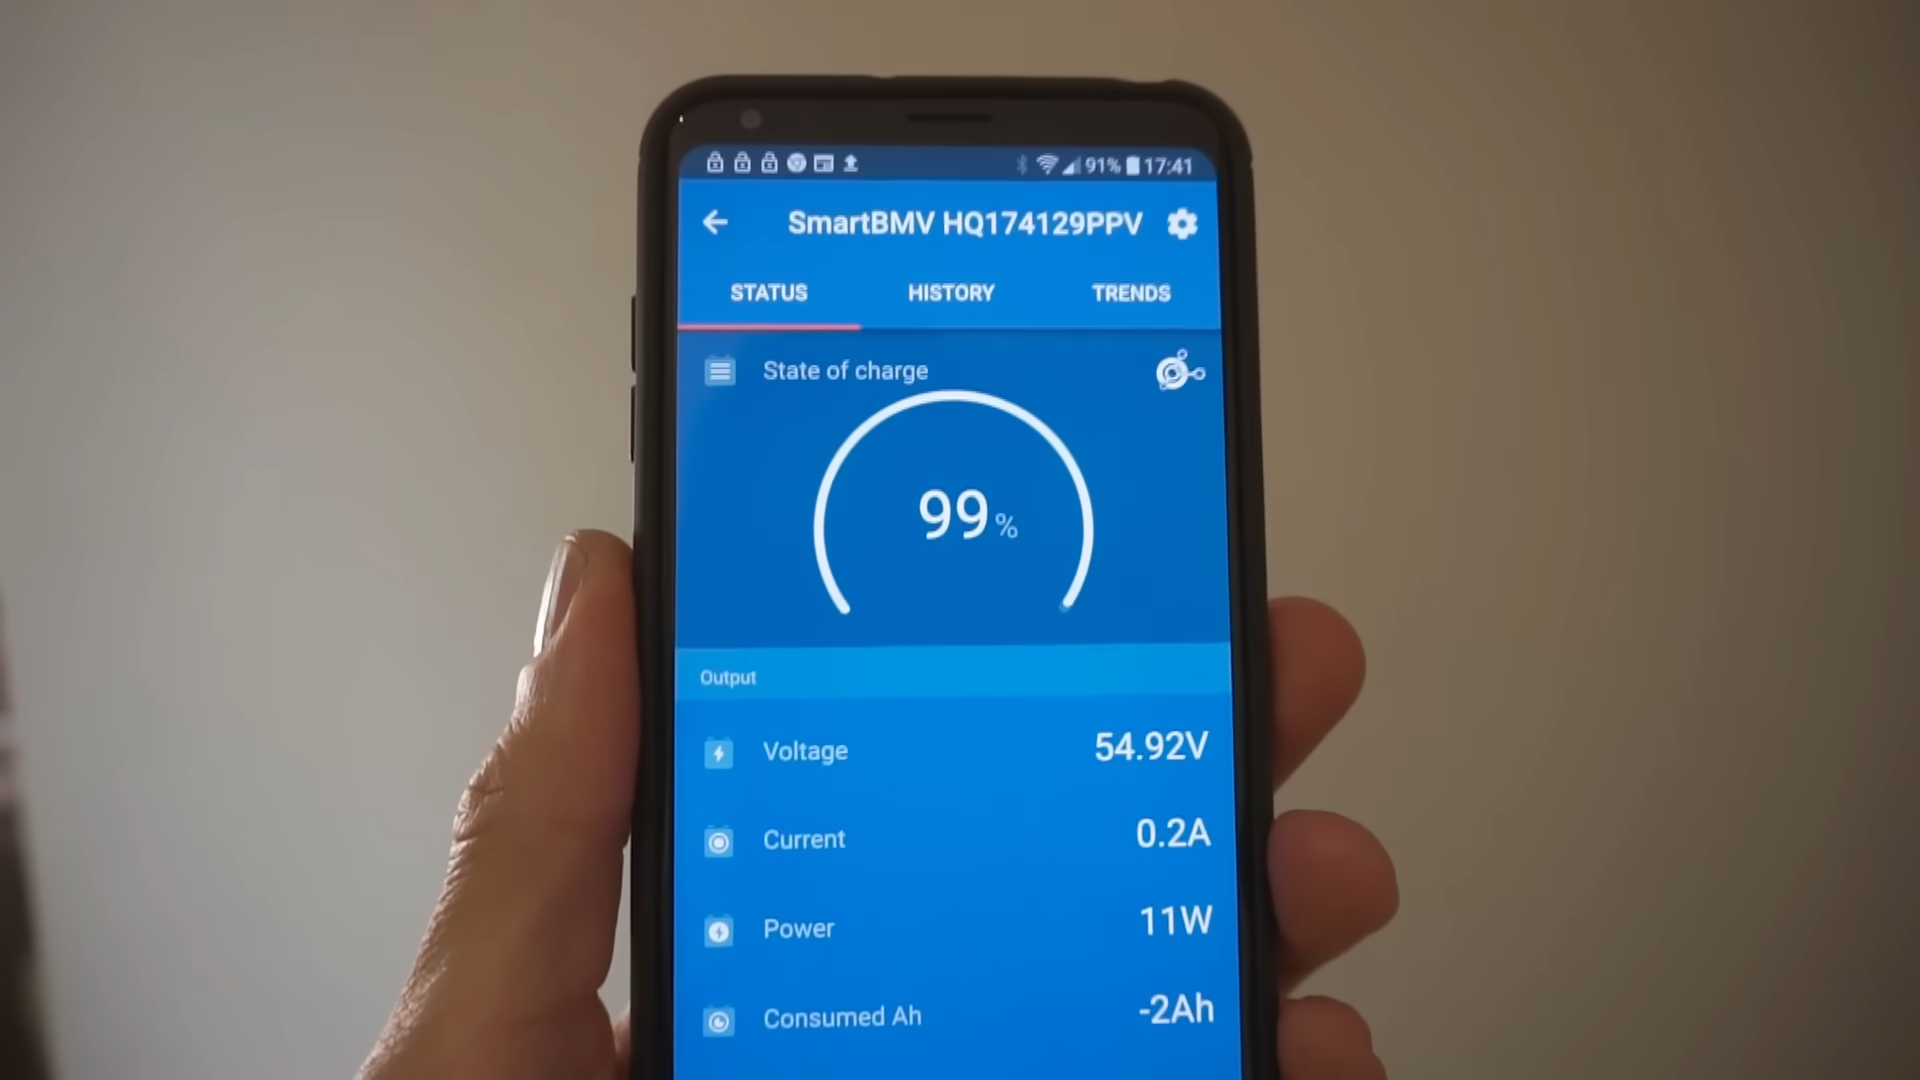 91% 17:41
SmartBMV HQ174129PPV
STATUS HISTORY TRENDS
State of charge
99%
Output
Voltage 54.92V
Current 0.2A
Power 11W
Consumed Ah -2Ah